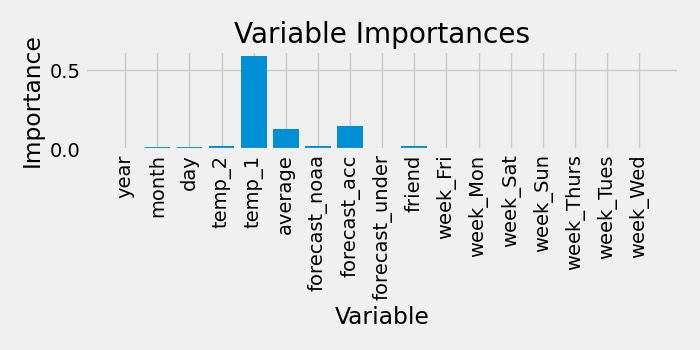 Variable Importances
Importance
0.5
0.0
year
month
day
temp_2
temp_1
average
forecast_noaa
forecast_acc
forecast_under
friend
week_Fri
week_Mon
week_Sat
week_Sun
week_Thurs
week_Tues
week_Wed
Variable